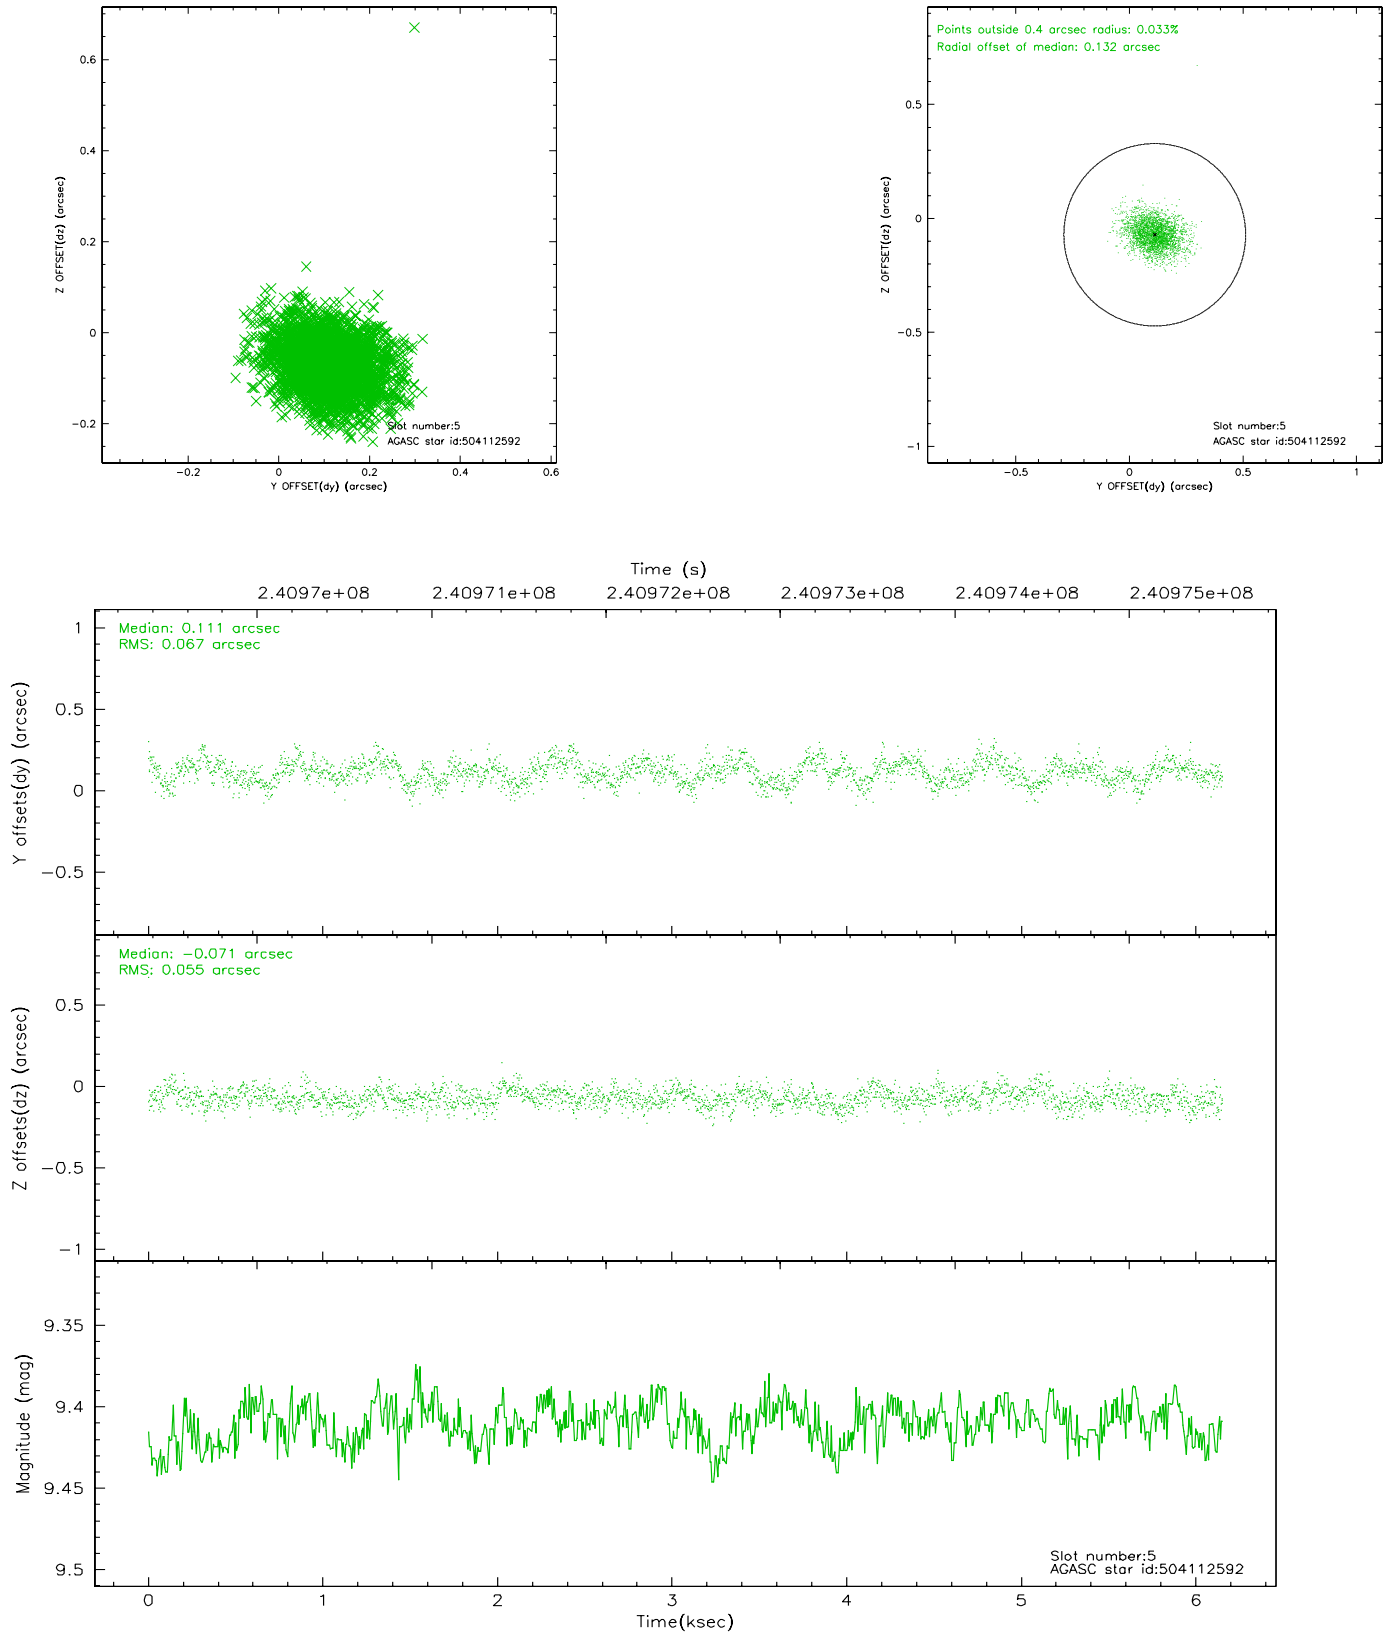 0.6
0.4
0.2
0
−0.2
Z OFFSET(dz) (arcsec)
−0.2 0 0.2 0.4 0.6
Y OFFSET(dy) (arcsec)
Slot number:5
AGASC star id:504112592
Points outside 0.4 arcsec radius: 0.033%
Radial offset of median: 0.132 arcsec
0.5
0
−0.5
−1
Z OFFSET(dz) (arcsec)
−0.5 0 0.5 1
Y OFFSET(dy) (arcsec)
Slot number:5
AGASC star id:504112592
Time (s)
2.4097e+08 2.40971e+08 2.40972e+08 2.40973e+08 2.40974e+08 2.40975e+08
Median: 0.111 arcsec
RMS: 0.067 arcsec
1
0.5
0
−0.5
Y offsets(dy) (arcsec)
Median: −0.071 arcsec
RMS: 0.055 arcsec
0.5
0
−0.5
−1
Z offsets(dz) (arcsec)
9.35
9.4
9.45
9.5
Magnitude (mag)
Slot number:5
AGASC star id:504112592
0 1 2 3 4 5 6
Time(ksec)